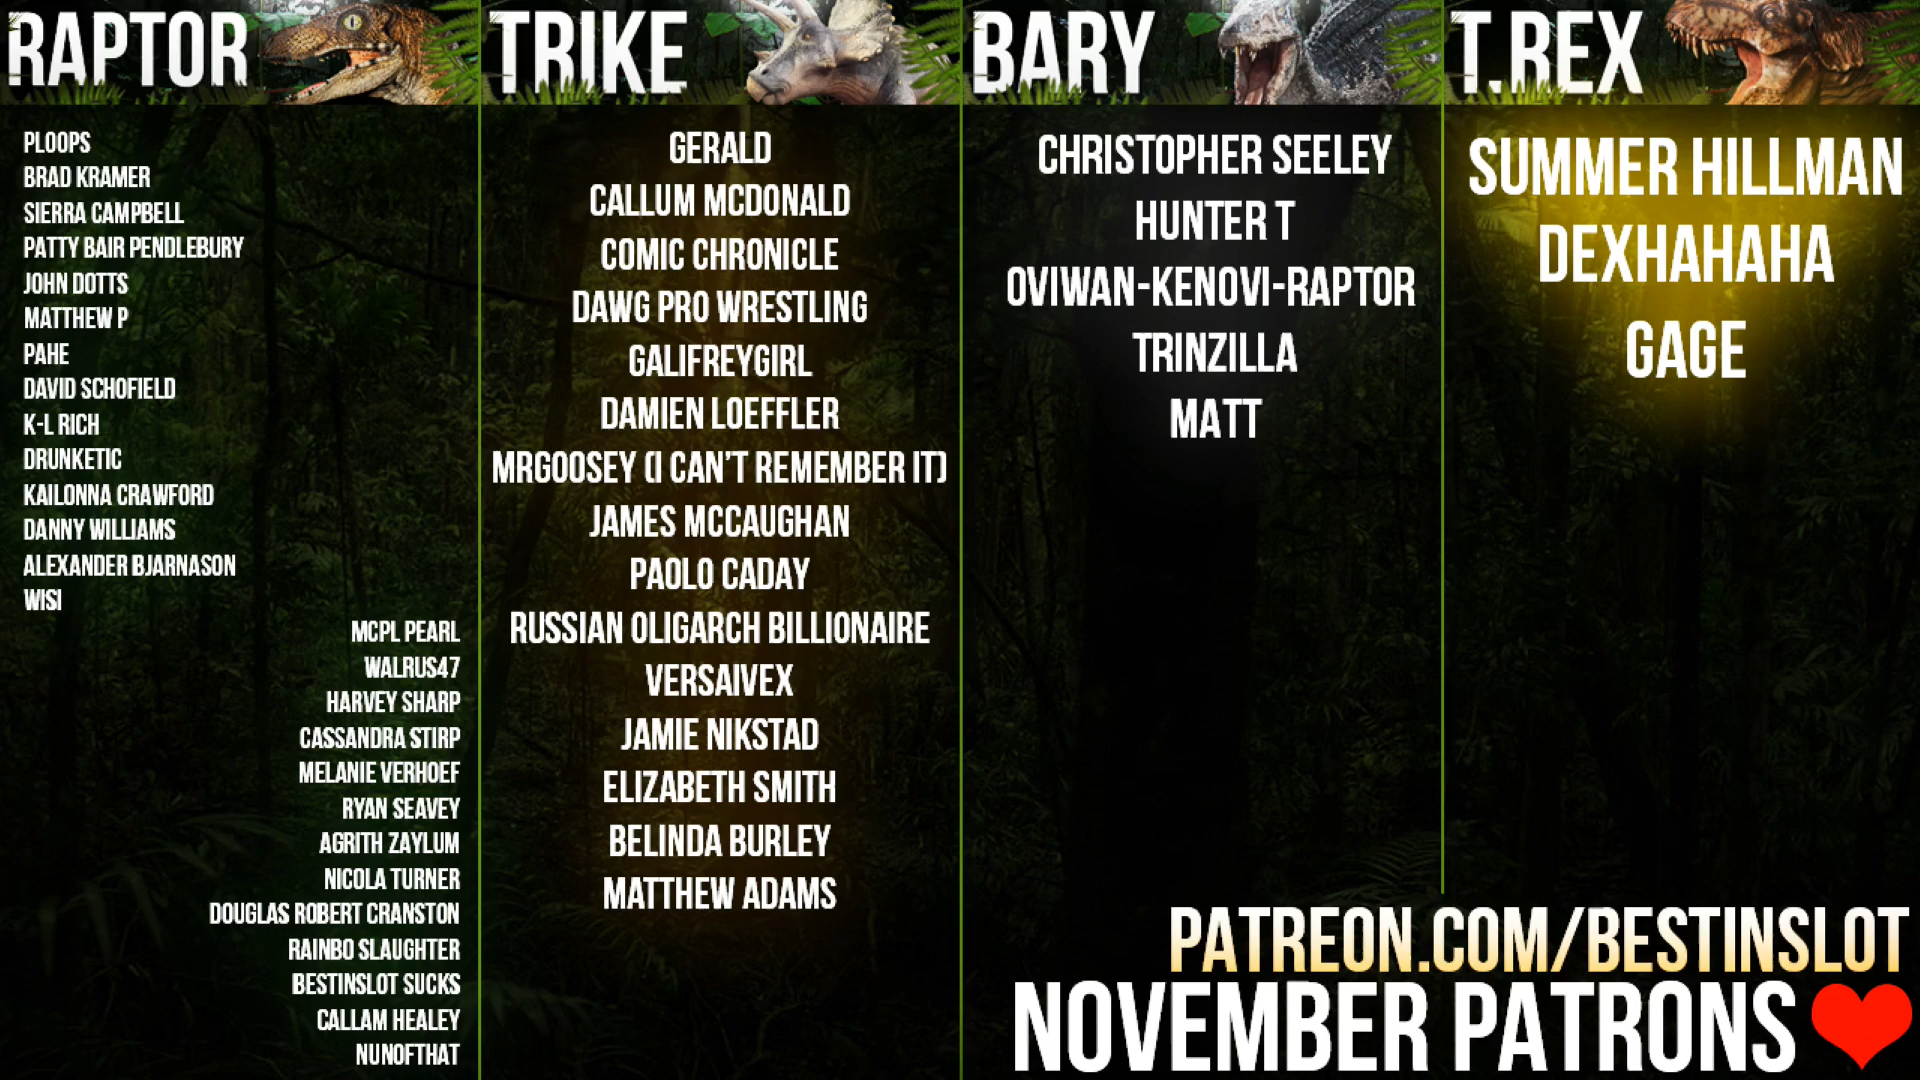 RAPTOR
PLOOPS
BRAD KRAMER
SIERRA CAMPBELL
PATTY BAIR PENDLEBURY
JOHN DOTTS
MATTHEW P
PAHE
DAVID SCHOFIELD
K-L RICH
DRUNKETIC
KAILONNA CRAWFORD
DANNY WILLIAMS
ALEXANDER BJARNASON
WISI
MCPL PEARL
WALRUS47
HARVEY SHARP
CASSANDRA STIRP
MELANIE VERHOEF
RYAN SEAVEY
AGRITH ZAYLUM
NICOLA TURNER
DOUGLAS ROBERT CRANSTON
RAINBO SLAUGHTER
BESTINSLOT SUCKS
CALLAM HEALEY
NUNOFTHAT
TRIKE
GERALD
CALLUM MCDONALD
COMIC CHRONICLE
DAWG PRO WRESTLING
GALIFREYGIRL
DAMIEN LOEFFLER
MRGOOSEY (I CAN'T REMEMBER IT)
JAMES MCCAUGHAN
PAOLO CADAY
RUSSIAN OLIGARCH BILLIONAIRE
VERSAIVEX
JAMIE NIKSTAD
ELIZABETH SMITH
BELINDA BURLEY
MATTHEW ADAMS
BARY
CHRISTOPHER SEELEY
HUNTER T
OVIWAN-KENOVI-RAPTOR
TRINZILLA
MATT
T.REX
SUMMER HILLMAN
DEXHAHAHA
GAGE
PATREON.COM/BESTINSLOT
NOVEMBER PATRONS